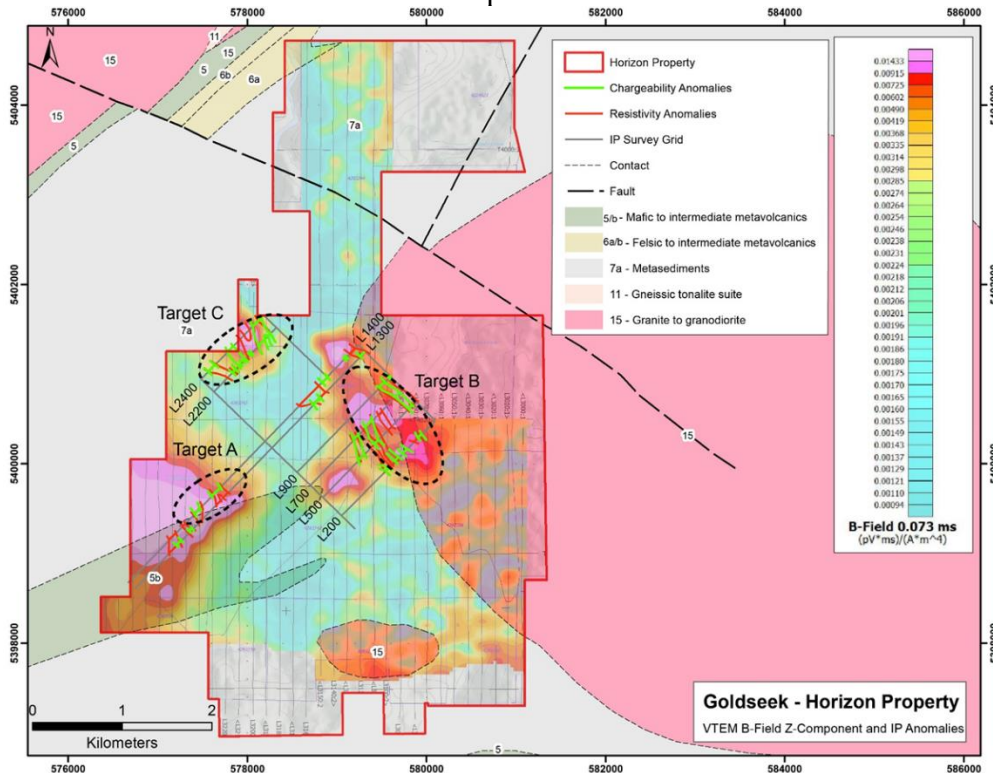 576000 578000 580000 582000 584000 586000
N
Horizon Property
Chargeability Anomalies
Resistivity Anomalies
IP Survey Grid
Contact
Fault
5/b - Mafic to intermediate metavolcanics
6a/b - Felsic to intermediate metavolcanics
7a - Metasediments
11 - Gneissic tonalite suite
15 - Granite to granodiorite
0.01433
0.00915
0.00725
0.00602
0.00490
0.00419
0.00368
0.00335
0.00314
0.00298
0.00285
0.00274
0.00264
0.00254
0.00246
0.00238
0.00231
0.00224
0.00218
0.00212
0.00206
0.00201
0.00196
0.00191
0.00186
0.00180
0.00175
0.00170
0.00165
0.00160
0.00155
0.00149
0.00143
0.00137
0.00129
0.00121
0.00110
0.00094
B-Field 0.073 ms
(pV*ms)/(A*m^4)
11
15
15
5
6b
6a
15
5
7a
5404000
5404000
5402000
Target C
7a
L1400
L1300
Target B
L2400
L2200
15
Target A
5400000
L900
L700
L500
L200
5b
5398000
15
0 1 2
Kilometers
Goldseek - Horizon Property
VTEM B-Field Z-Component and IP Anomalies
5
576000 578000 580000 582000 584000 586000